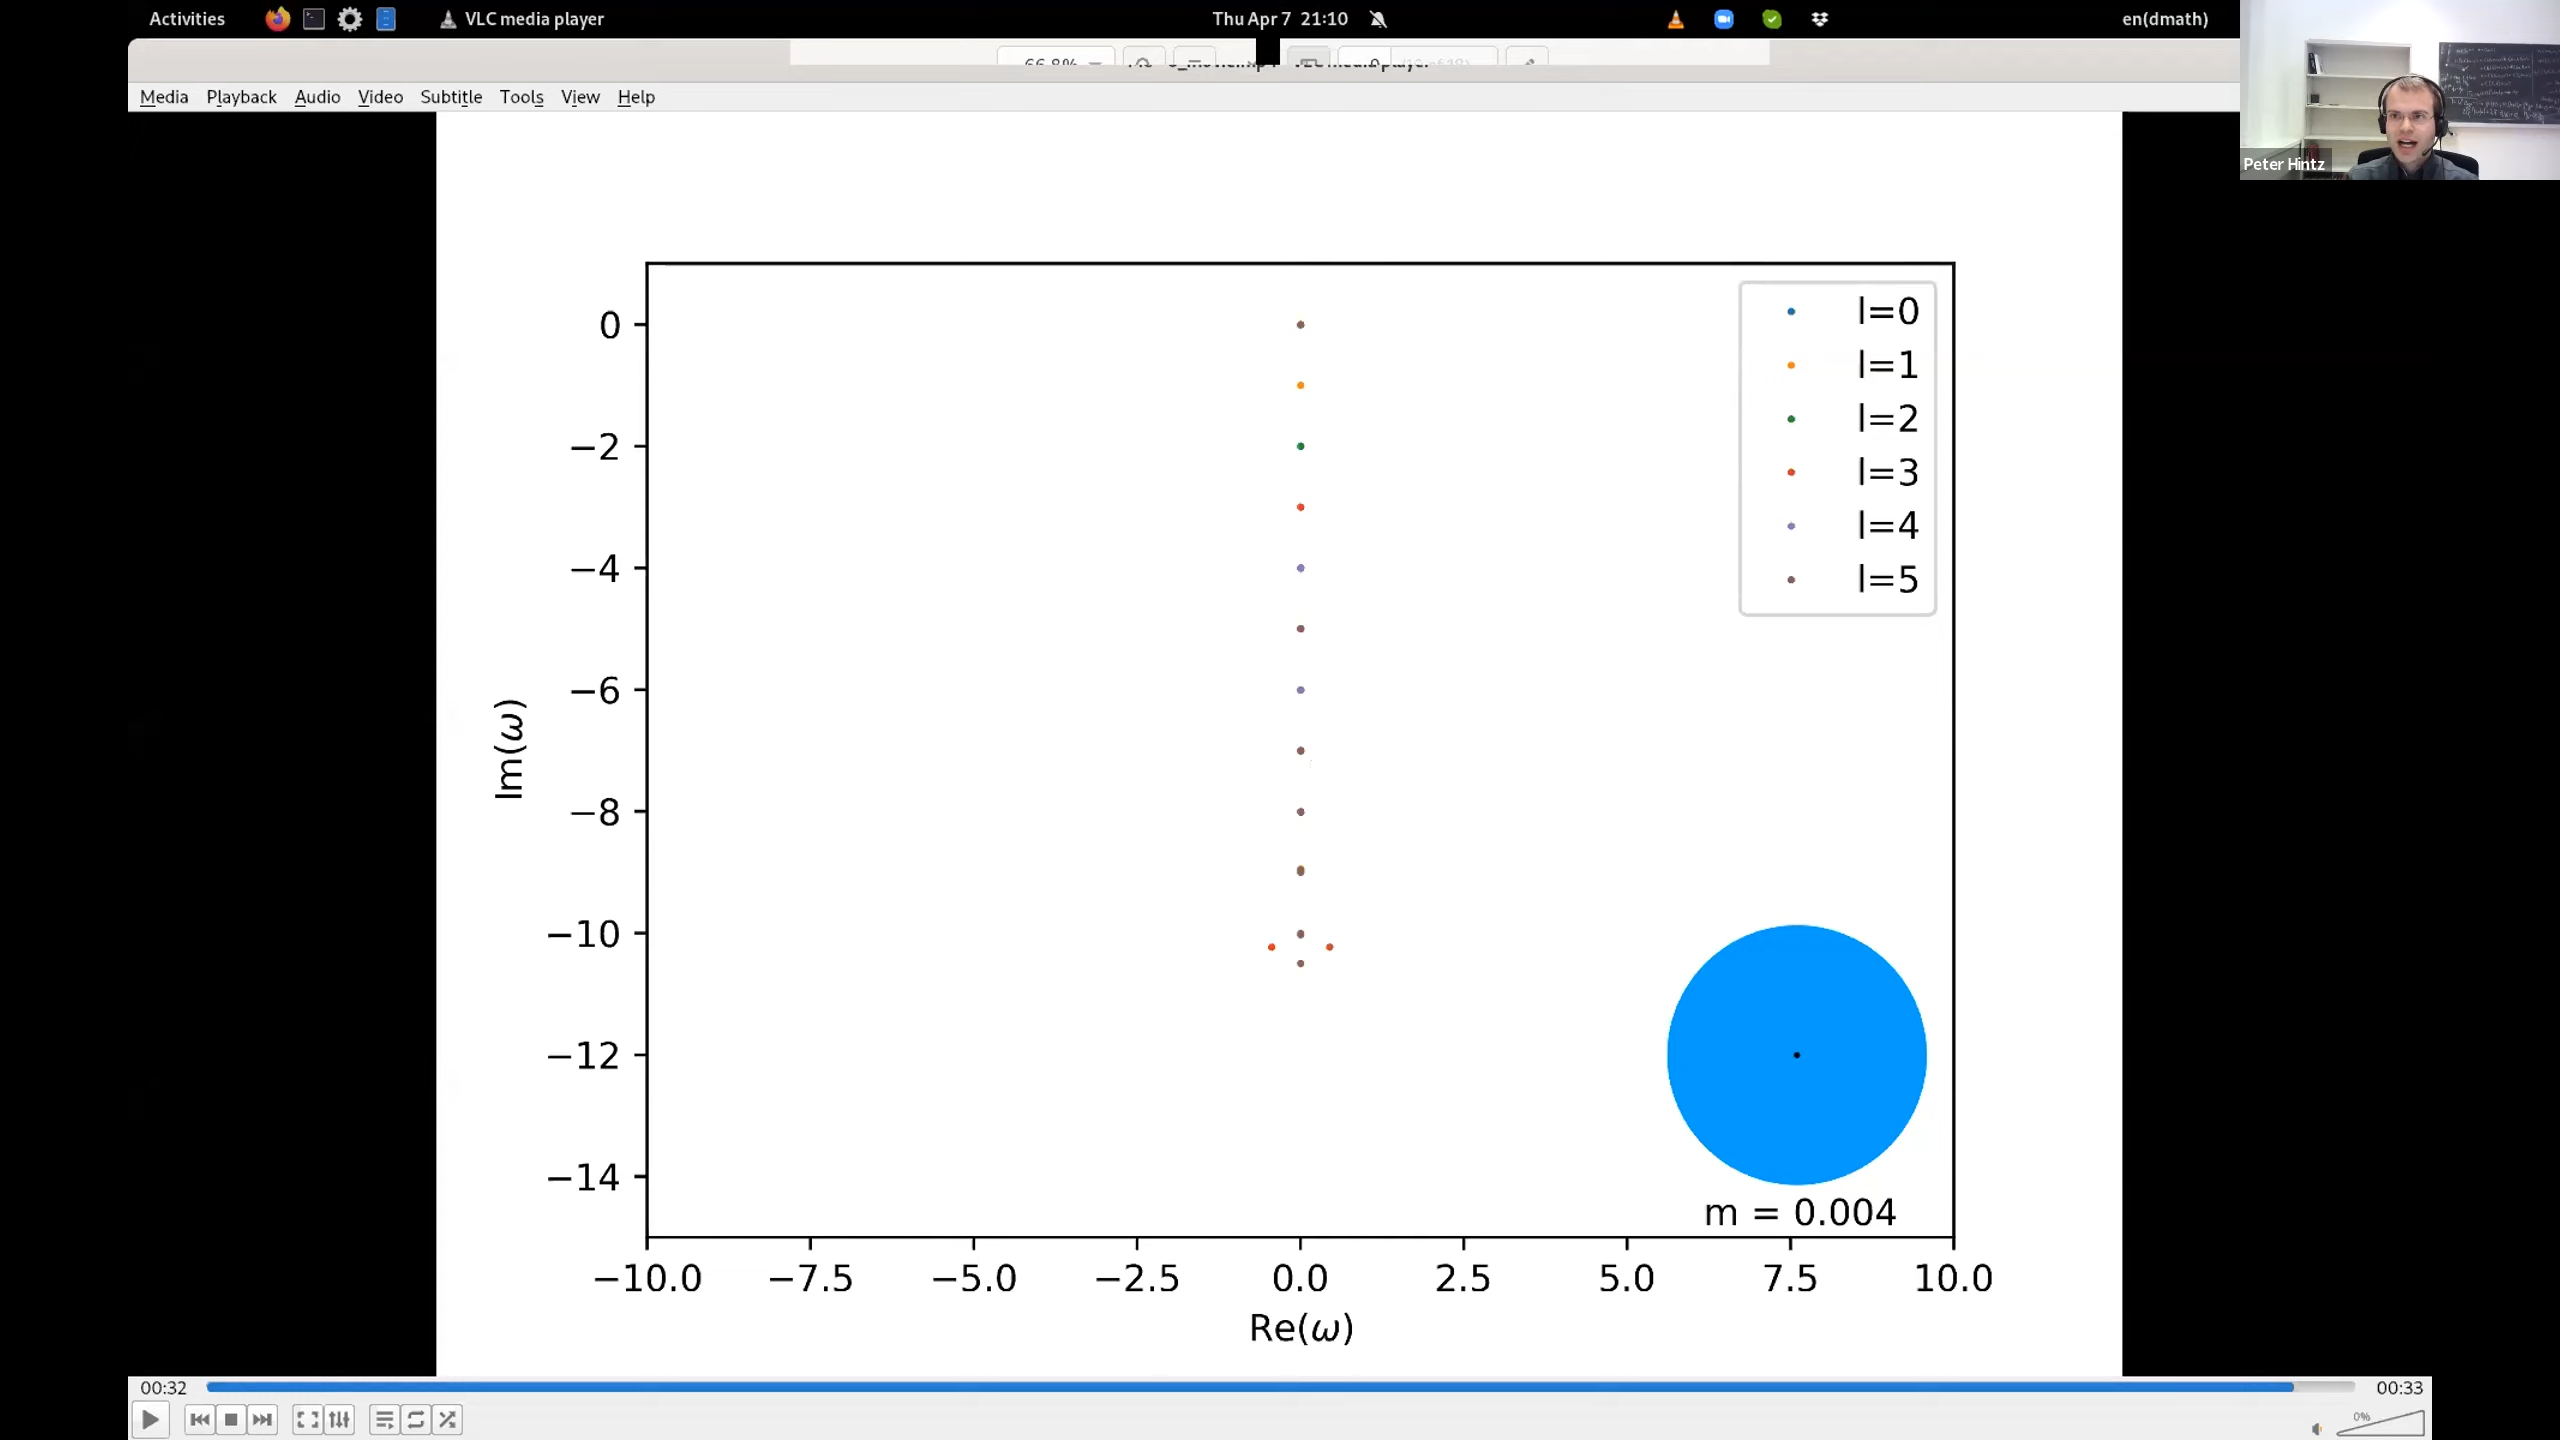 Activities VLC media player Thu Apr 7 21:10 en(dmath)
Media Playback Audio Video Subtitle Tools View Help
Peter Hintz
0
−2
−4
−6
−8
−10
−12
−14
Im(ω)
l=0
l=1
l=2
l=3
l=4
l=5
m = 0.004
−10.0 −7.5 −5.0 −2.5 0.0 2.5 5.0 7.5 10.0
Re(ω)
00:32 00:33
0%